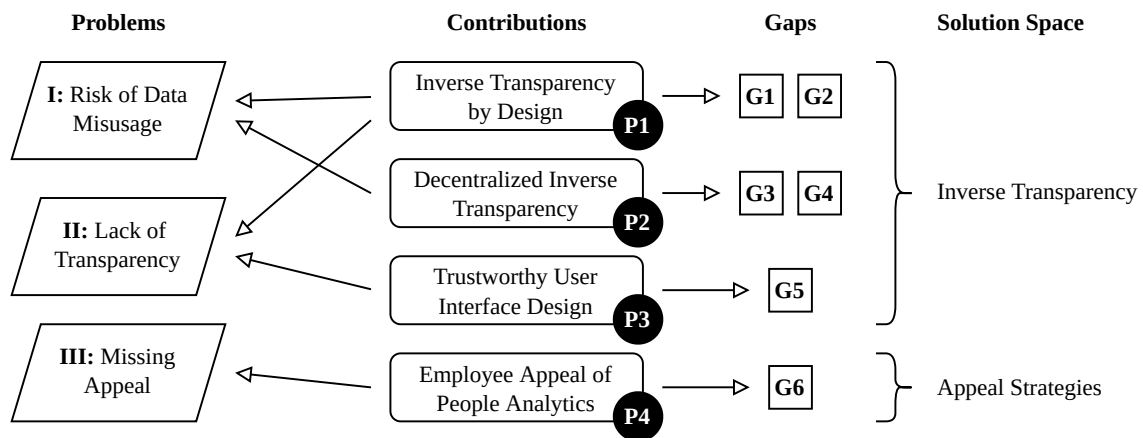 Problems
Contributions
Gaps
Solution Space
I: Risk of Data
Misusage
Inverse Transparency
by Design
P1
G1
G2
Decentralized Inverse
Transparency
P2
G3
G4
Inverse Transparency
II: Lack of
Transparency
Trustworthy User
Interface Design
P3
G5
III: Missing
Appeal
Employee Appeal of
People Analytics
P4
G6
Appeal Strategies